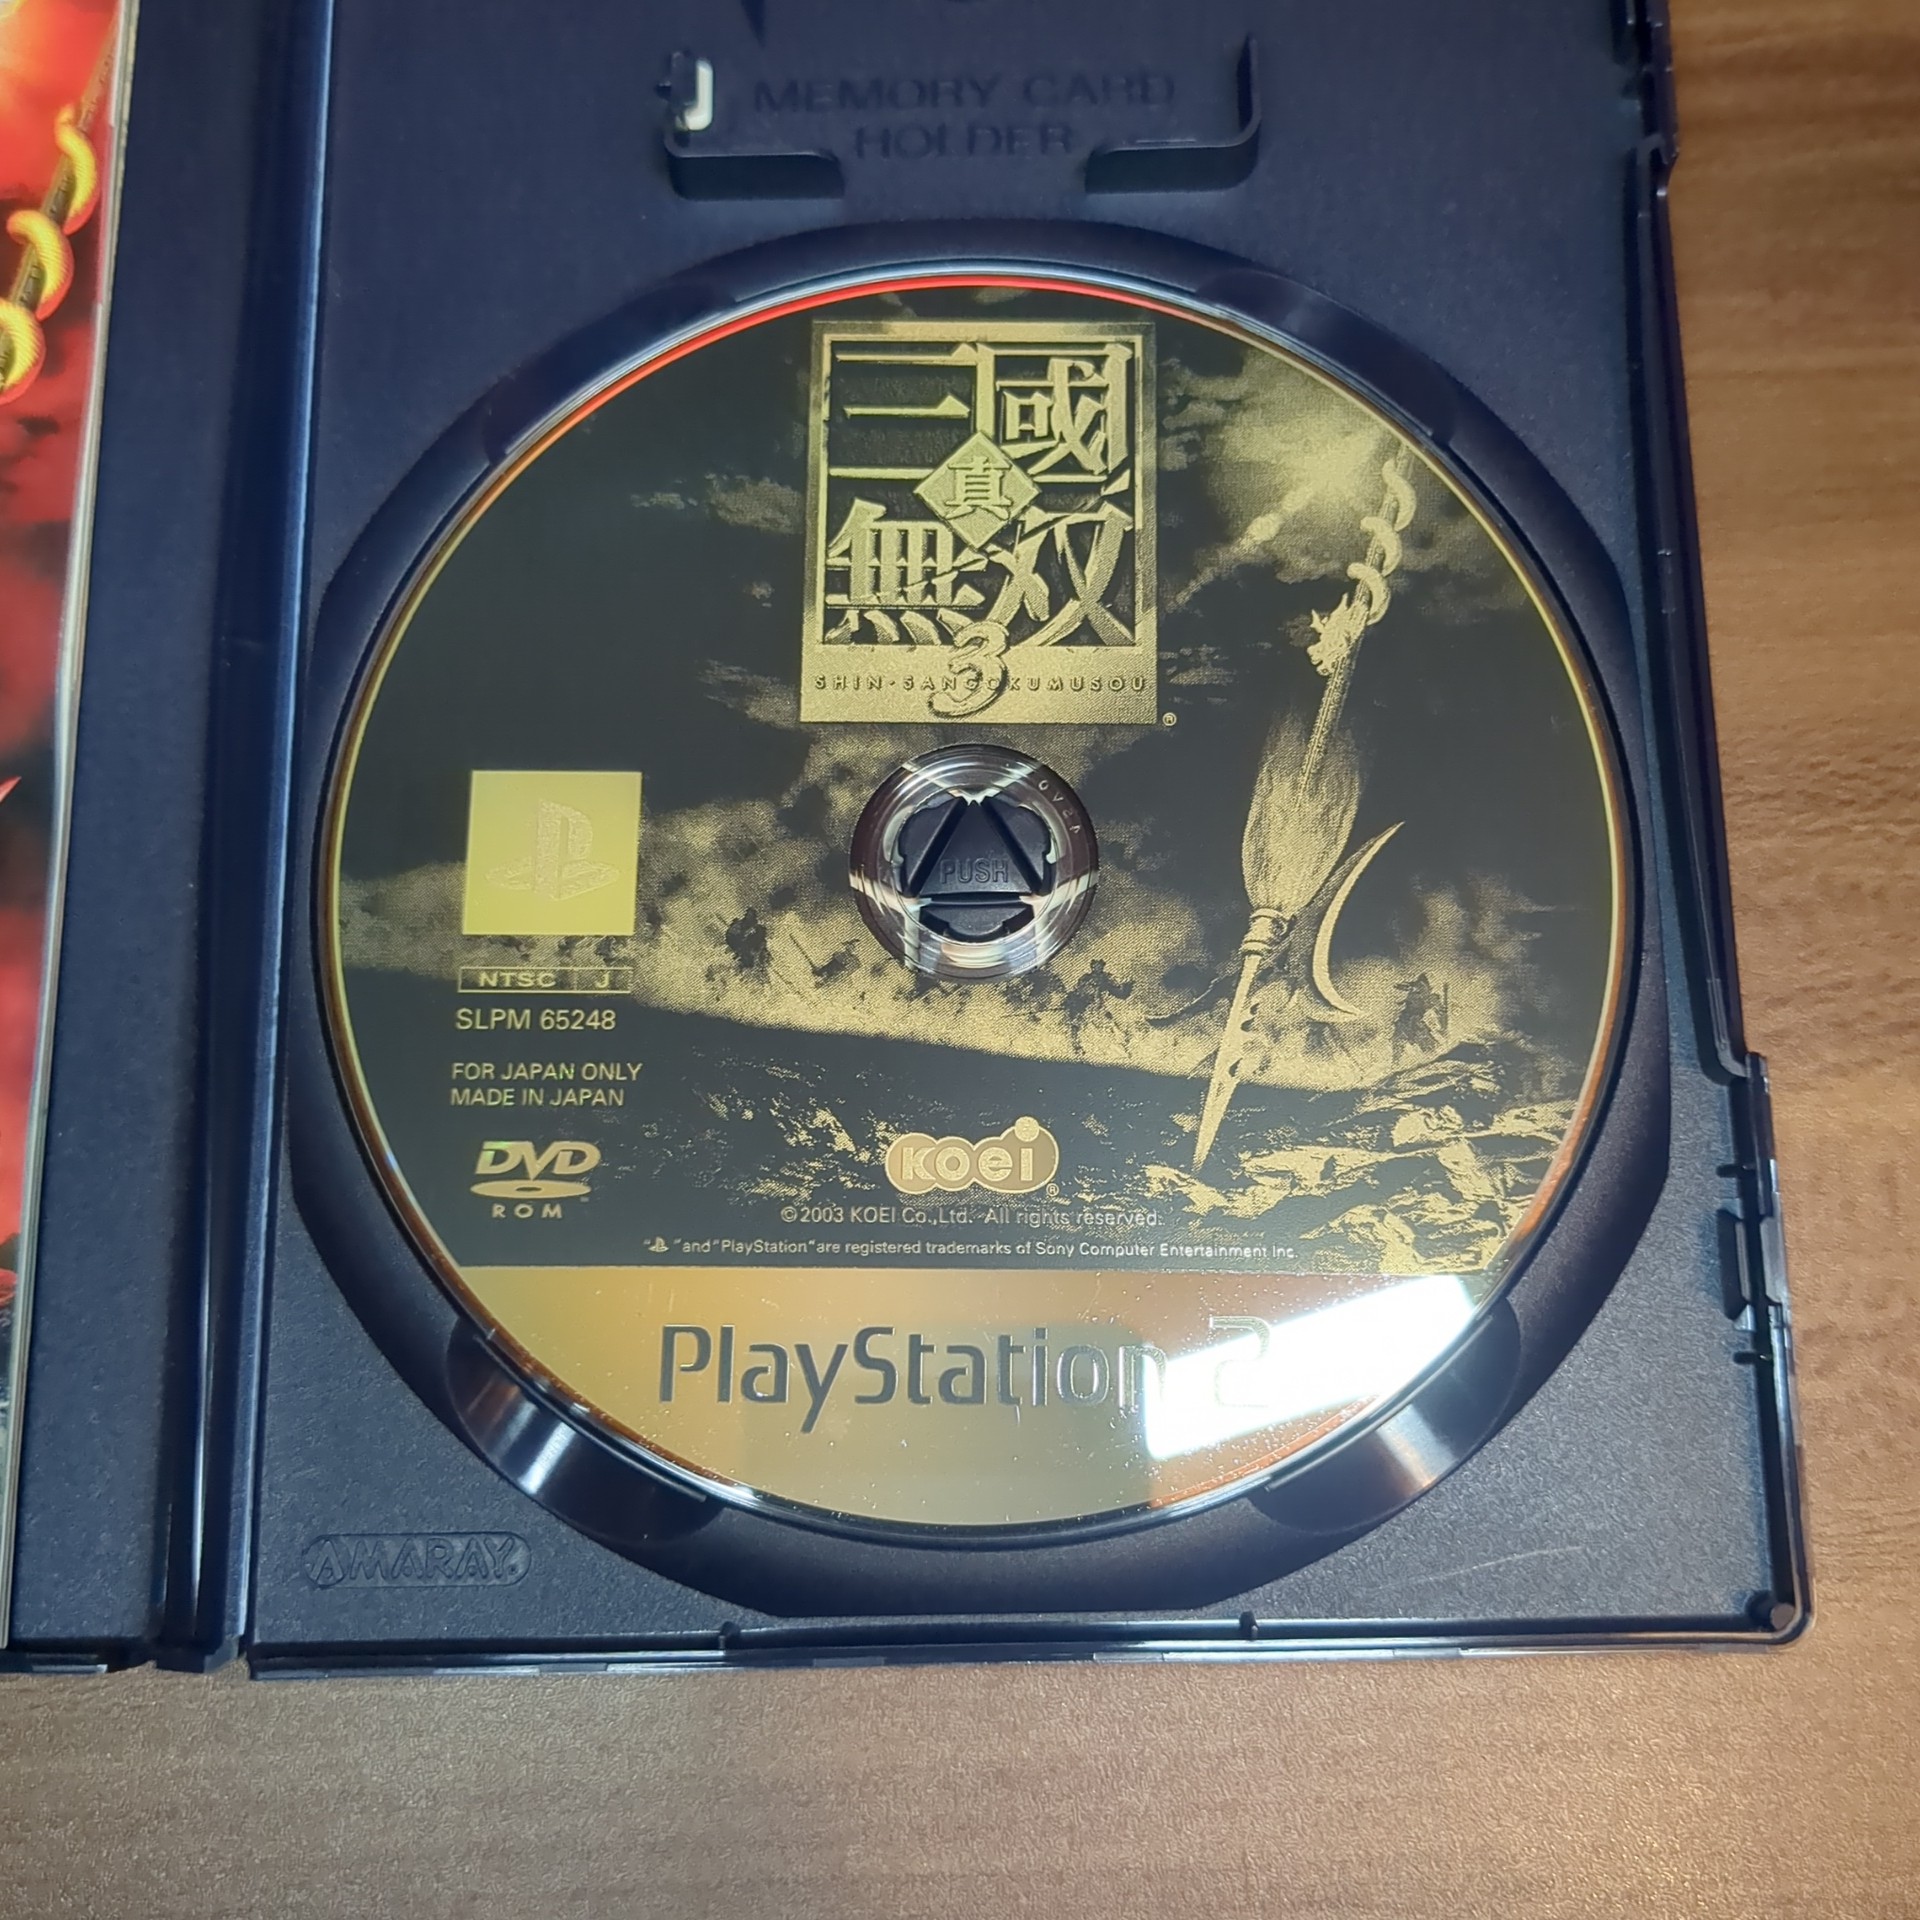 MEMORY CARD
HOLDER
三國
真
無双
3
SHIN・SANGOKUMUSOU
®
PUSH
NTSC J
SLPM 65248
FOR JAPAN ONLY
MADE IN JAPAN
DVD
ROM
KOEI
®
©2003 KOEI Co.,Ltd. All rights reserved.
" " and "PlayStation" are registered trademarks of Sony Computer Entertainment Inc.
PlayStation 2
AMARAY®